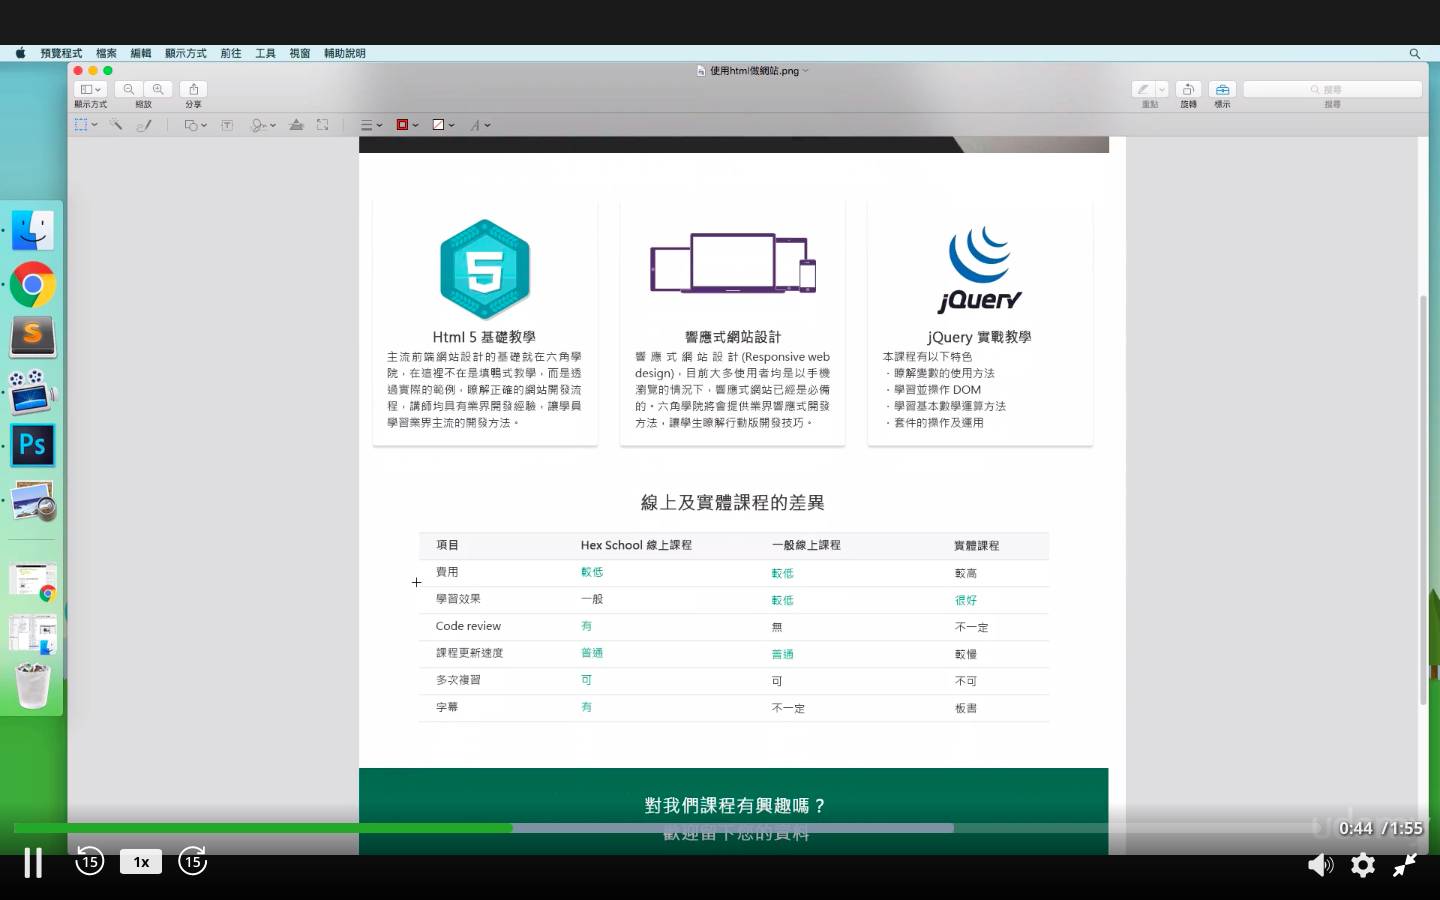 預覽程式 檔案 編輯 顯示方式 前往 工具 視窗 輔助說明
使用html做網站.png
搜尋
顯示方式 縮放 分享 重點 旋轉 標示 搜尋
5
jQuery
Html 5 基礎教學
主流前端網站設計的基礎就在六角學
院，在這裡不在是填鴨式教學，而是透
過實際的範例，瞭解正確的網站開發流
程，講師均具有業界開發經驗，讓學員
學習業界主流的開發方法。
響應式網站設計
響應式網站設計(Responsive web
design)，目前大多使用者均是以手機
瀏覽的情況下，響應式網站已經是必備
的。六角學院將會提供業界響應式開發
方法，讓學生瞭解行動版開發技巧。
jQuery 實戰教學
本課程有以下特色
・瞭解變數的使用方法
・學習並操作 DOM
・學習基本數學運算方法
・套件的操作及運用
線上及實體課程的差異
項目 Hex School 線上課程 一般線上課程 實體課程
費用 較低 較低 較高
學習效果 一般 較低 很好
Code review 有 無 不一定
課程更新速度 普通 普通 較慢
多次複習 可 可 不可
字幕 有 不一定 板書
對我們課程有興趣嗎？
歡迎留下您的資料
S
Ps
udemy
0:44 / 1:55
15 1x 15